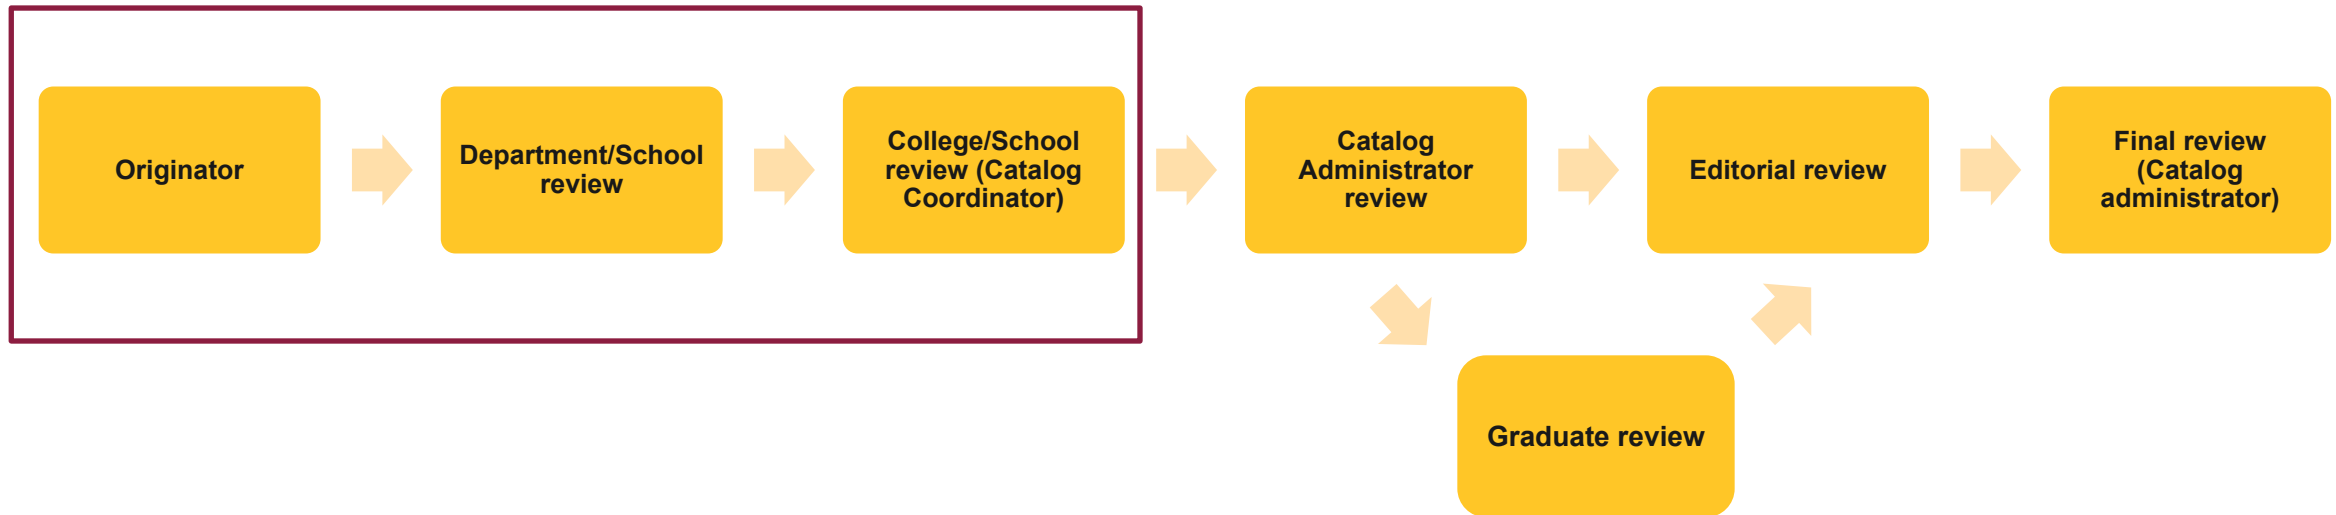 Originator
Department/School
review
College/School
review (Catalog
Coordinator)
Catalog
Administrator
review
Editorial review
Final review
(Catalog
administrator)
Graduate review